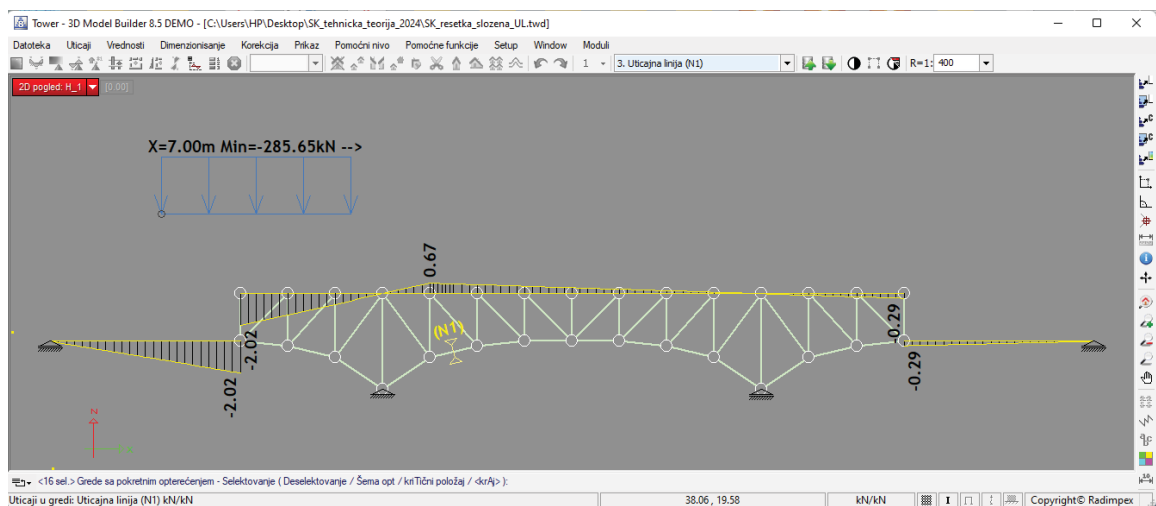 Tower - 3D Model Builder 8.5 DEMO - [C:\Users\HP\Desktop\SK_tehnicka_teorija_2024\SK_resetka_slozena_UL.twd]
Datoteka Uticaji Vrednosti Dimenzionisanje Korekcija Prikaz Pomoćni nivo Pomoćne funkcije Setup Window Moduli
1 3. Uticajna linija (N1) R=1: 400
2D pogled: H_1 [0.00]
X=7.00m Min=-285.65kN -->
0.67
(N1)
-2.02
-2.02
-0.29
-0.29
<16 sel.> Grede sa pokretnim opterećenjem - Selektovanje ( Deselektovanje / Šema opt / kriTični položaj / <krAj> ):
Uticaji u gredi: Uticajna linija (N1) kN/kN 38.06 , 19.58 kN/kN Copyright© Radimpex